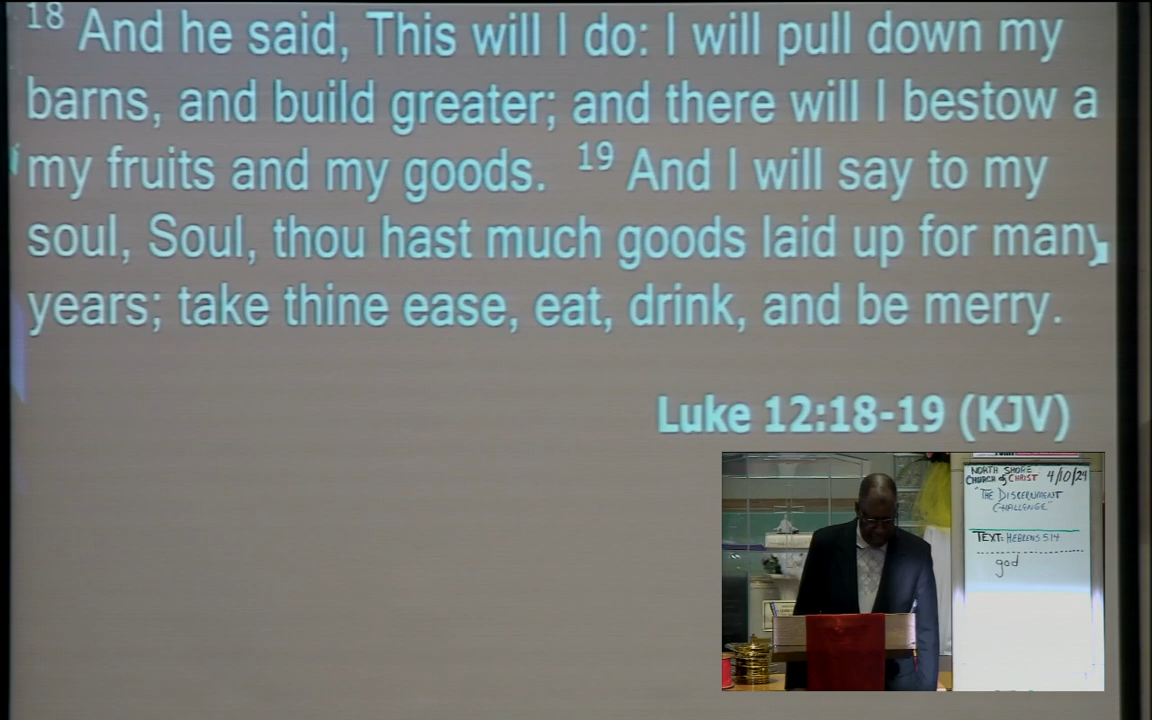 18 And he said, This will I do: I will pull down my
barns, and build greater; and there will I bestow a
my fruits and my goods. 19 And I will say to my
soul, Soul, thou hast much goods laid up for many
years; take thine ease, eat, drink, and be merry.
Luke 12:18-19 (KJV)
NORTH SHORE
CHURCH of CHRIST 4/10/24
"THE DISCERNMENT
CHALLENGE"
TEXT: HEBREWS 5:14
god